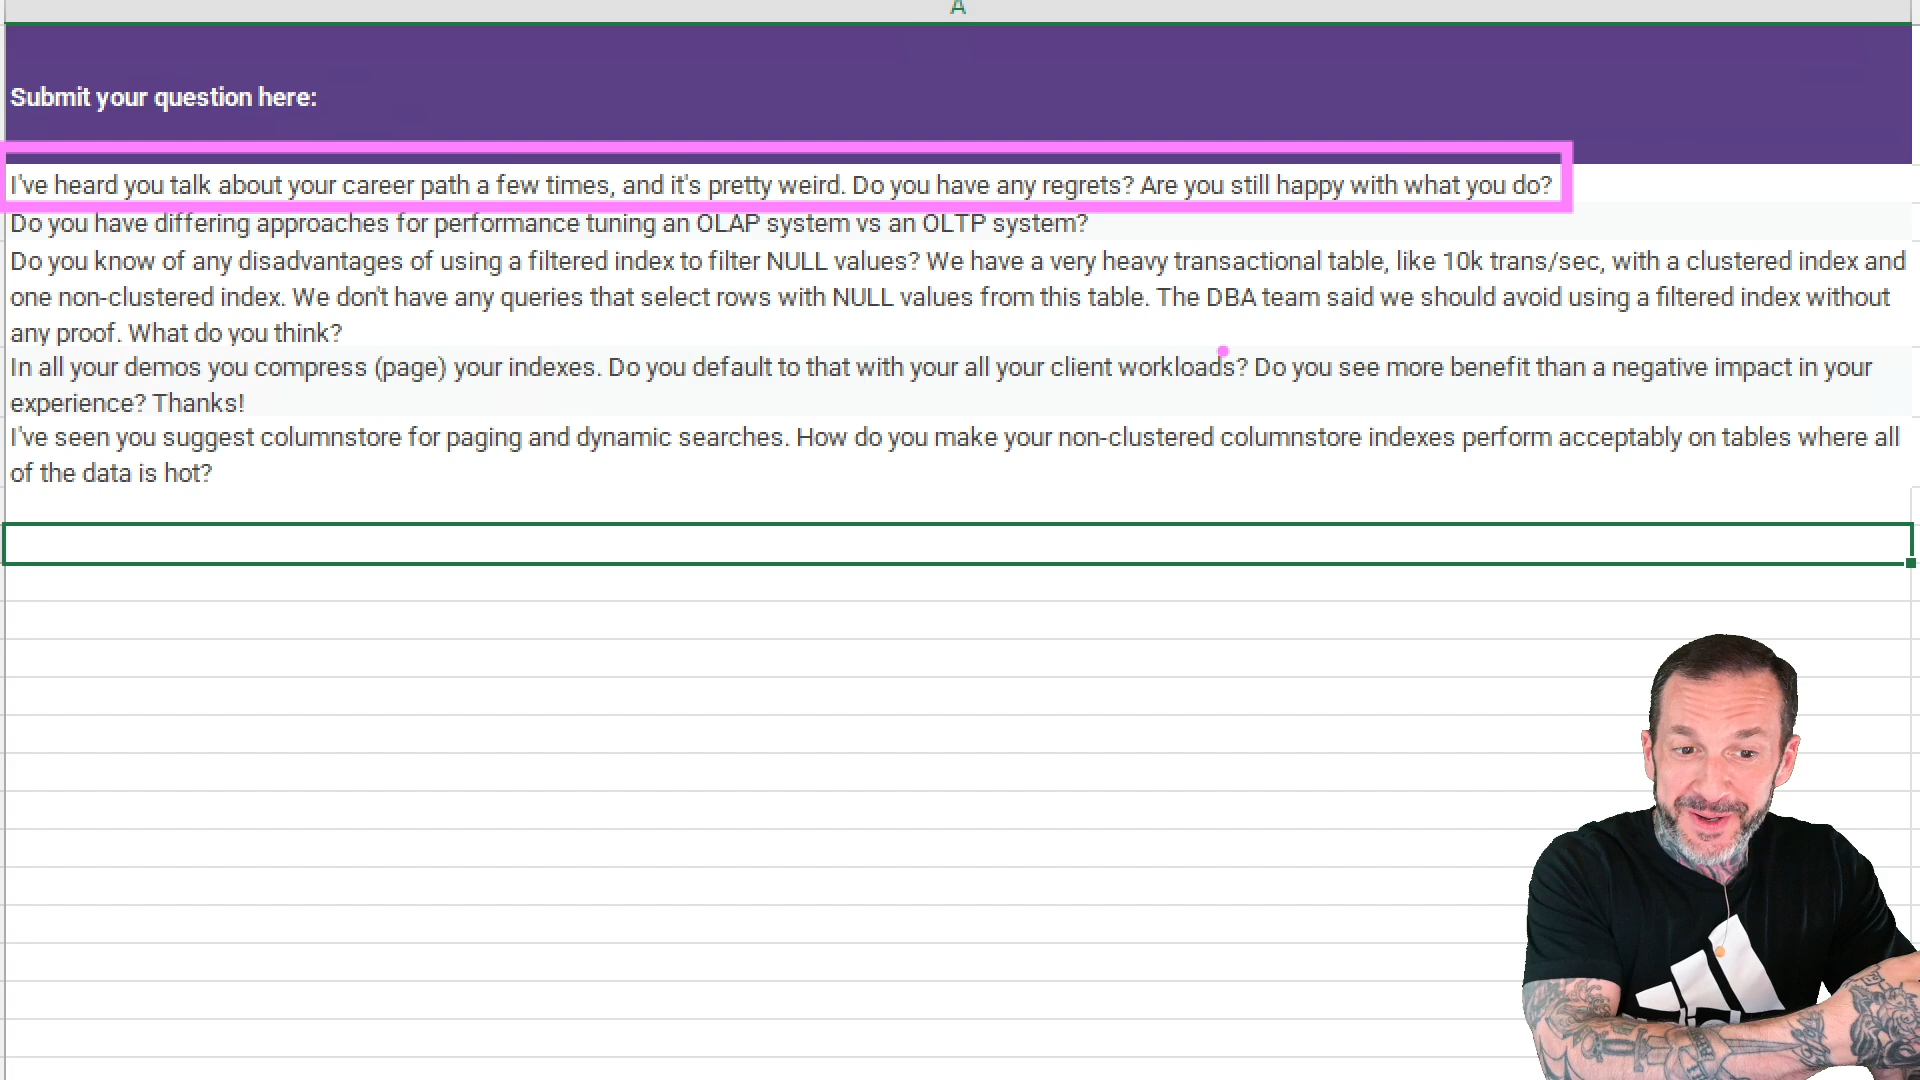 A
Submit your question here:
I've heard you talk about your career path a few times, and it's pretty weird. Do you have any regrets? Are you still happy with what you do?
Do you have differing approaches for performance tuning an OLAP system vs an OLTP system?
Do you know of any disadvantages of using a filtered index to filter NULL values? We have a very heavy transactional table, like 10k trans/sec, with a clustered index and
one non-clustered index. We don't have any queries that select rows with NULL values from this table. The DBA team said we should avoid using a filtered index without
any proof. What do you think?
In all your demos you compress (page) your indexes. Do you default to that with your all your client workloads? Do you see more benefit than a negative impact in your
experience? Thanks!
I've seen you suggest columnstore for paging and dynamic searches. How do you make your non-clustered columnstore indexes perform acceptably on tables where all
of the data is hot?